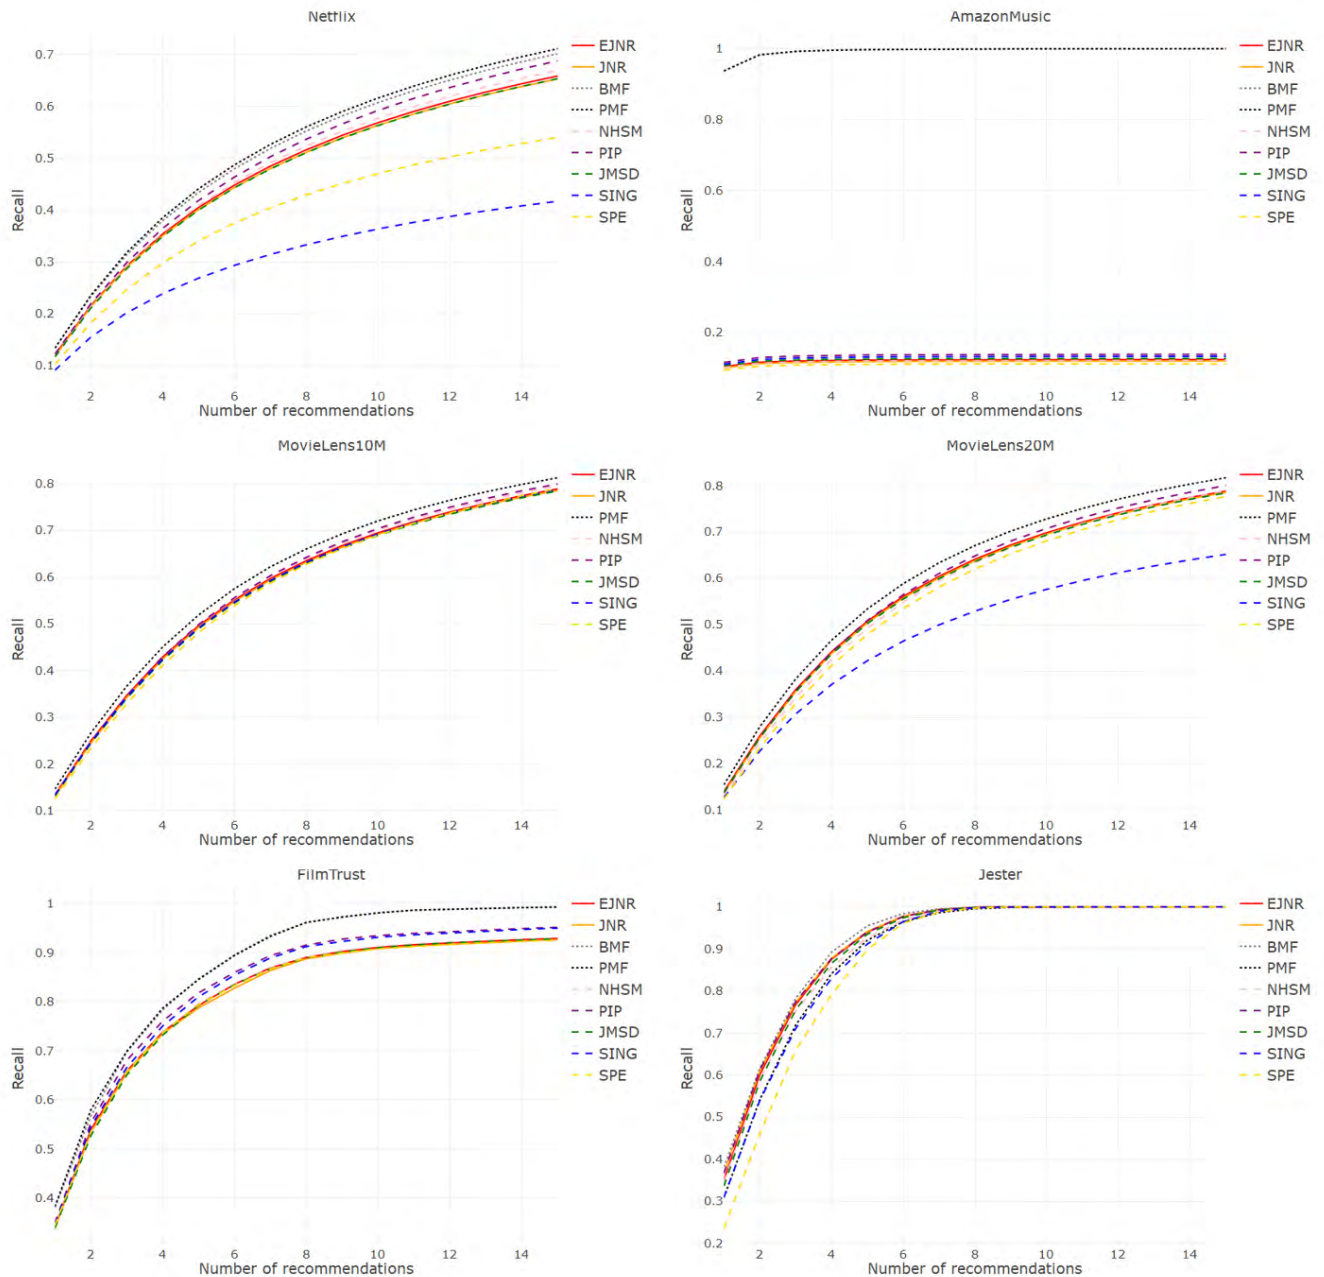 Netflix
0.7
0.6
0.5
0.4
0.3
0.2
0.1
Recall
2 4 6 8 10 12 14
Number of recommendations
EJNR
JNR
BMF
PMF
NHSM
PIP
JMSD
SING
SPE
AmazonMusic
1
0.8
0.6
0.4
0.2
Recall
2 4 6 8 10 12 14
Number of recommendations
EJNR
JNR
BMF
PMF
NHSM
PIP
JMSD
SING
SPE
MovieLens10M
0.8
0.7
0.6
0.5
0.4
0.3
0.2
0.1
Recall
2 4 6 8 10 12 14
Number of recommendations
EJNR
JNR
PMF
NHSM
PIP
JMSD
SING
SPE
MovieLens20M
0.8
0.7
0.6
0.5
0.4
0.3
0.2
0.1
Recall
2 4 6 8 10 12 14
Number of recommendations
EJNR
JNR
PMF
NHSM
PIP
JMSD
SING
SPE
FilmTrust
1
0.9
0.8
0.7
0.6
0.5
0.4
Recall
2 4 6 8 10 12 14
Number of recommendations
EJNR
JNR
BMF
PMF
NHSM
PIP
JMSD
SING
SPE
Jester
1
0.9
0.8
0.7
0.6
0.5
0.4
0.3
0.2
Recall
2 4 6 8 10 12 14
Number of recommendations
EJNR
JNR
BMF
PMF
NHSM
PIP
JMSD
SING
SPE